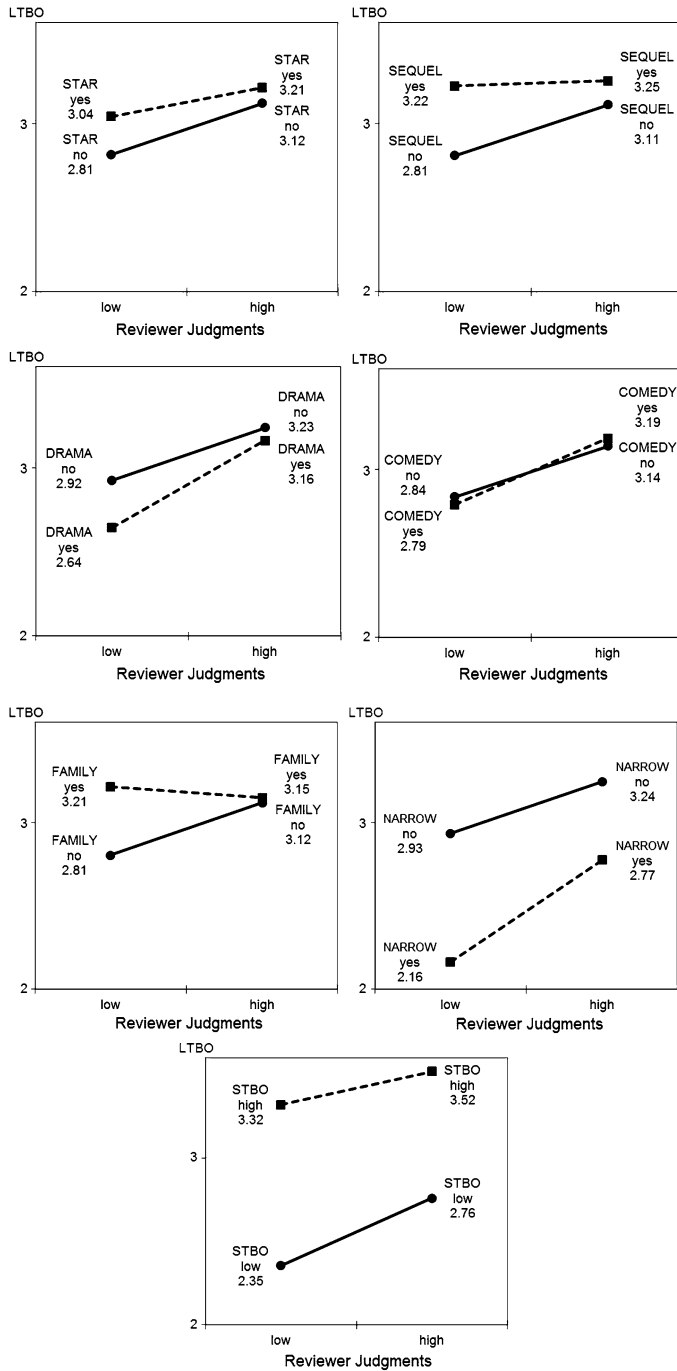 LTBO
STAR
yes
3.04
STAR
yes
3.21
STAR
no
2.81
STAR
no
3.12
3
2
low
high
Reviewer Judgments
LTBO
SEQUEL
yes
3.22
SEQUEL
yes
3.25
SEQUEL
no
2.81
SEQUEL
no
3.11
3
2
low
high
Reviewer Judgments
LTBO
DRAMA
no
2.92
DRAMA
no
3.23
DRAMA
yes
2.64
DRAMA
yes
3.16
3
2
low
high
Reviewer Judgments
LTBO
COMEDY
no
2.84
COMEDY
yes
3.19
COMEDY
yes
2.79
COMEDY
no
3.14
3
2
low
high
Reviewer Judgments
LTBO
FAMILY
yes
3.21
FAMILY
yes
3.15
FAMILY
no
2.81
FAMILY
no
3.12
3
2
low
high
Reviewer Judgments
LTBO
NARROW
no
2.93
NARROW
no
3.24
NARROW
yes
2.16
NARROW
yes
2.77
3
2
low
high
Reviewer Judgments
LTBO
STBO
high
3.32
STBO
high
3.52
STBO
low
2.35
STBO
low
2.76
3
2
low
high
Reviewer Judgments